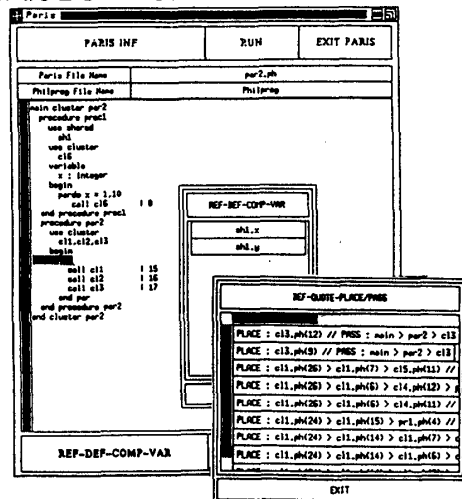 Paris
PARIS INF RUN EXIT PARIS
Paris File Name par2.ph
Philprog File Name Philprog
main cluster par2
procedure proc1
use shared
sh1
use cluster
cl6
variable
x : integer
begin
pardo x = 1,10
call cl6 | 8
end procedure proc1
procedure par2
use cluster
cl1,cl2,cl3
begin
call cl1 | 15
call cl2 | 16
call cl3 | 17
end par
end procedure par2
end cluster par2
REF-DEF-COMP-VAR
sh1.x
sh1.y
REF-QUOTE-PLACE/PASS
PLACE : cl3.ph(12) // PASS : main > par2 > cl3
PLACE : cl3.ph(9) // PASS : main > par2 > cl3
PLACE : cl1.ph(26) > cl1.ph(7) > cl5.ph(11) //
PLACE : cl1.ph(26) > cl1.ph(6) > cl4.ph(12) >
PLACE : cl1.ph(26) > cl1.ph(6) > cl4.ph(11) //
PLACE : cl1.ph(24) > cl1.ph(15) > pr1.ph(4) //
PLACE : cl1.ph(24) > cl1.ph(14) > cl1.ph(7) > c
PLACE : cl1.ph(24) > cl1.ph(14) > cl1.ph(6) > c
REF-DEF-COMP-VAR
EXIT